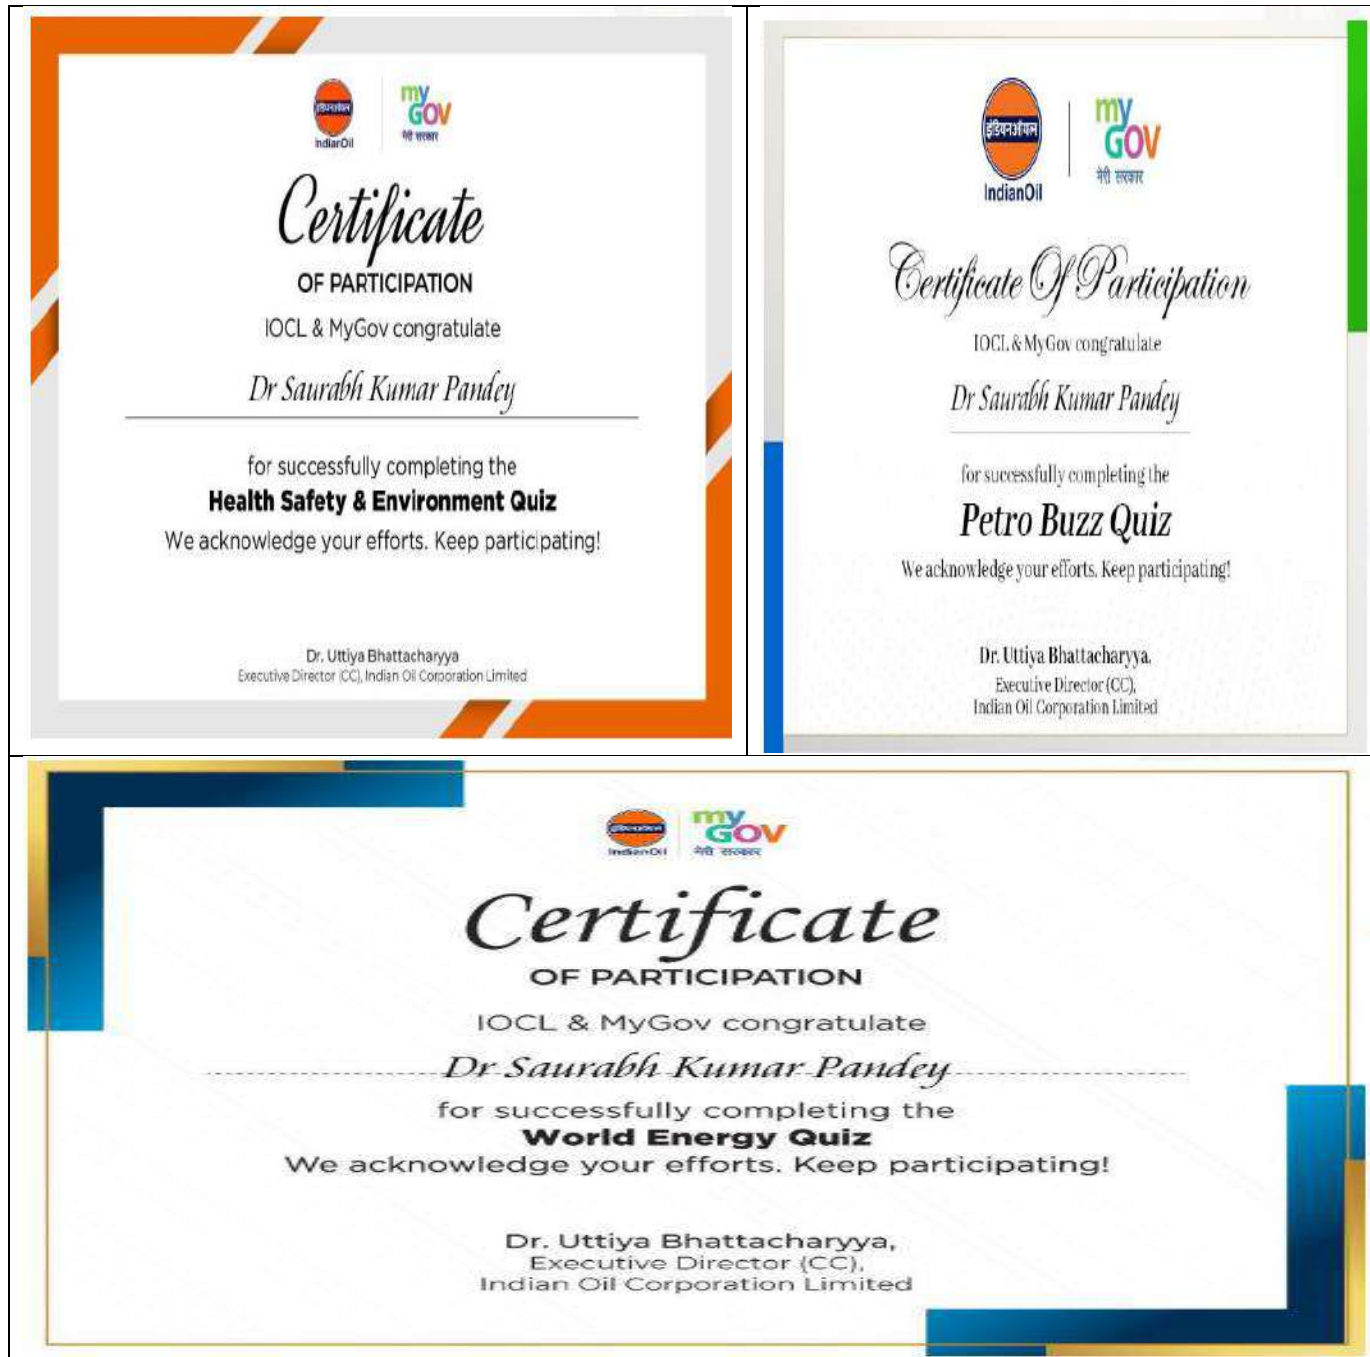 इंडियनऑयल
IndianOil
my
GOV
मेरी सरकार
Certificate
OF PARTICIPATION
IOCL & MyGov congratulate
Dr Saurabh Kumar Pandey
for successfully completing the
Health Safety & Environment Quiz
We acknowledge your efforts. Keep participating!
Dr. Uttiya Bhattacharyya
Executive Director (CC), Indian Oil Corporation Limited
इंडियनऑयल
IndianOil
my
GOV
मेरी सरकार
Certificate Of Participation
IOCL & MyGov congratulate
Dr Saurabh Kumar Pandey
for successfully completing the
Petro Buzz Quiz
We acknowledge your efforts. Keep participating!
Dr. Uttiya Bhattacharyya,
Executive Director (CC),
Indian Oil Corporation Limited
इंडियनऑयल
IndianOil
my
GOV
मेरी सरकार
Certificate
OF PARTICIPATION
IOCL & MyGov congratulate
Dr Saurabh Kumar Pandey
for successfully completing the
World Energy Quiz
We acknowledge your efforts. Keep participating!
Dr. Uttiya Bhattacharyya,
Executive Director (CC),
Indian Oil Corporation Limited